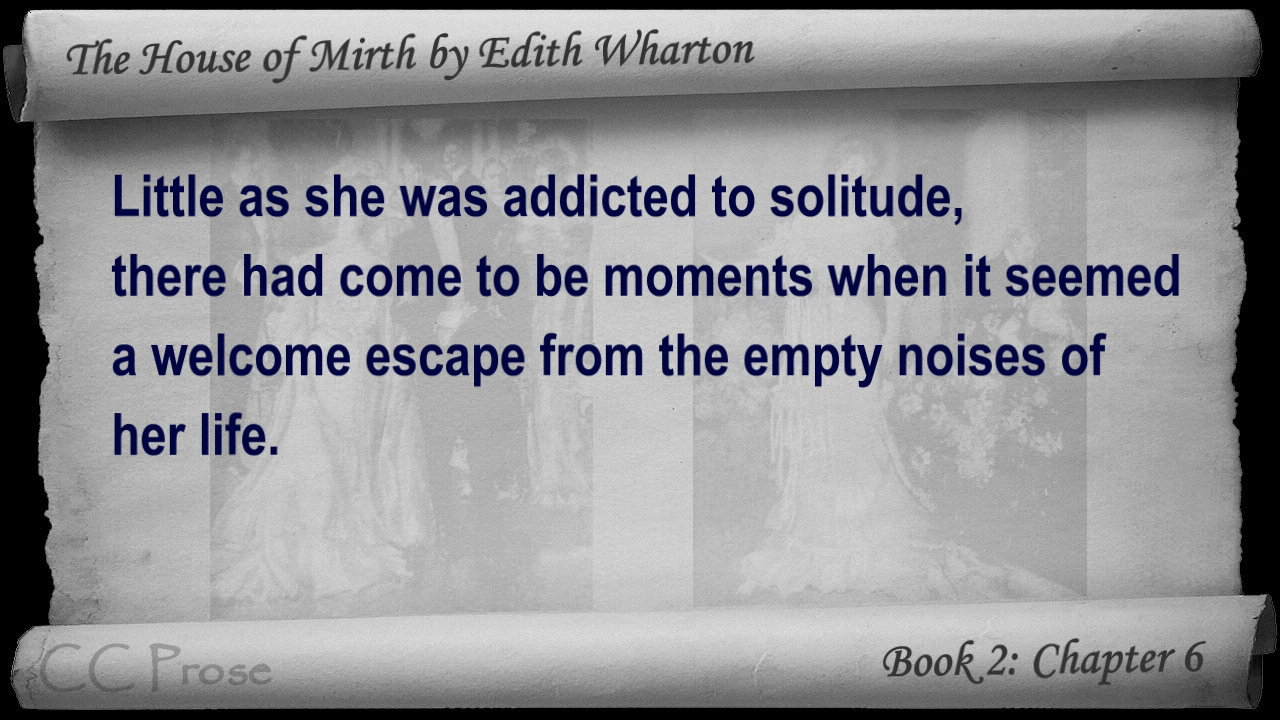 The House of Mirth by Edith Wharton
Little as she was addicted to solitude,
there had come to be moments when it seemed
a welcome escape from the empty noises of
her life.
CC Prose
Book 2: Chapter 6